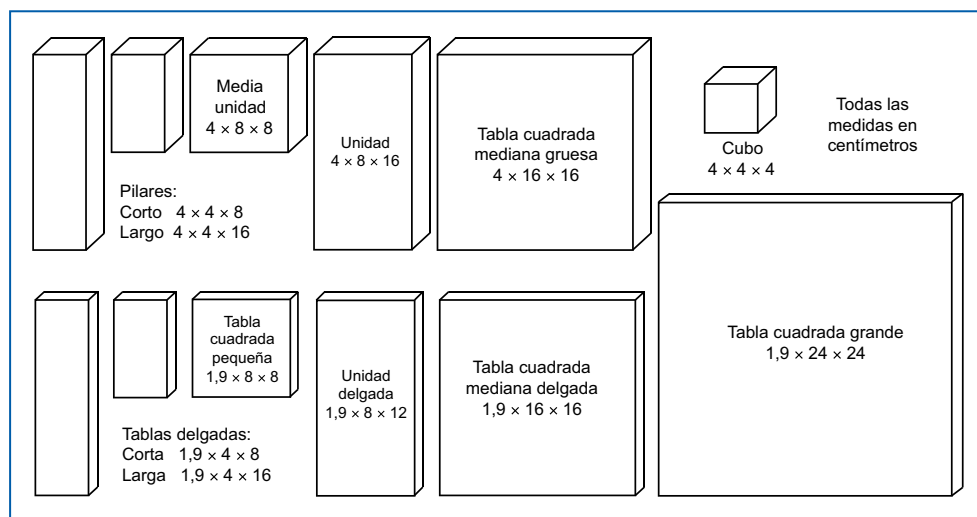 Media
unidad
4 × 8 × 8
Pilares:
Corto 4 × 4 × 8
Largo 4 × 4 × 16
Unidad
4 × 8 × 16
Tabla cuadrada
mediana gruesa
4 × 16 × 16
Cubo
4 × 4 × 4
Todas las
medidas en
centímetros
Tabla
cuadrada
pequeña
1,9 × 8 × 8
Tablas delgadas:
Corta 1,9 × 4 × 8
Larga 1,9 × 4 × 16
Unidad
delgada
1,9 × 8 × 12
Tabla cuadrada
mediana delgada
1,9 × 16 × 16
Tabla cuadrada grande
1,9 × 24 × 24